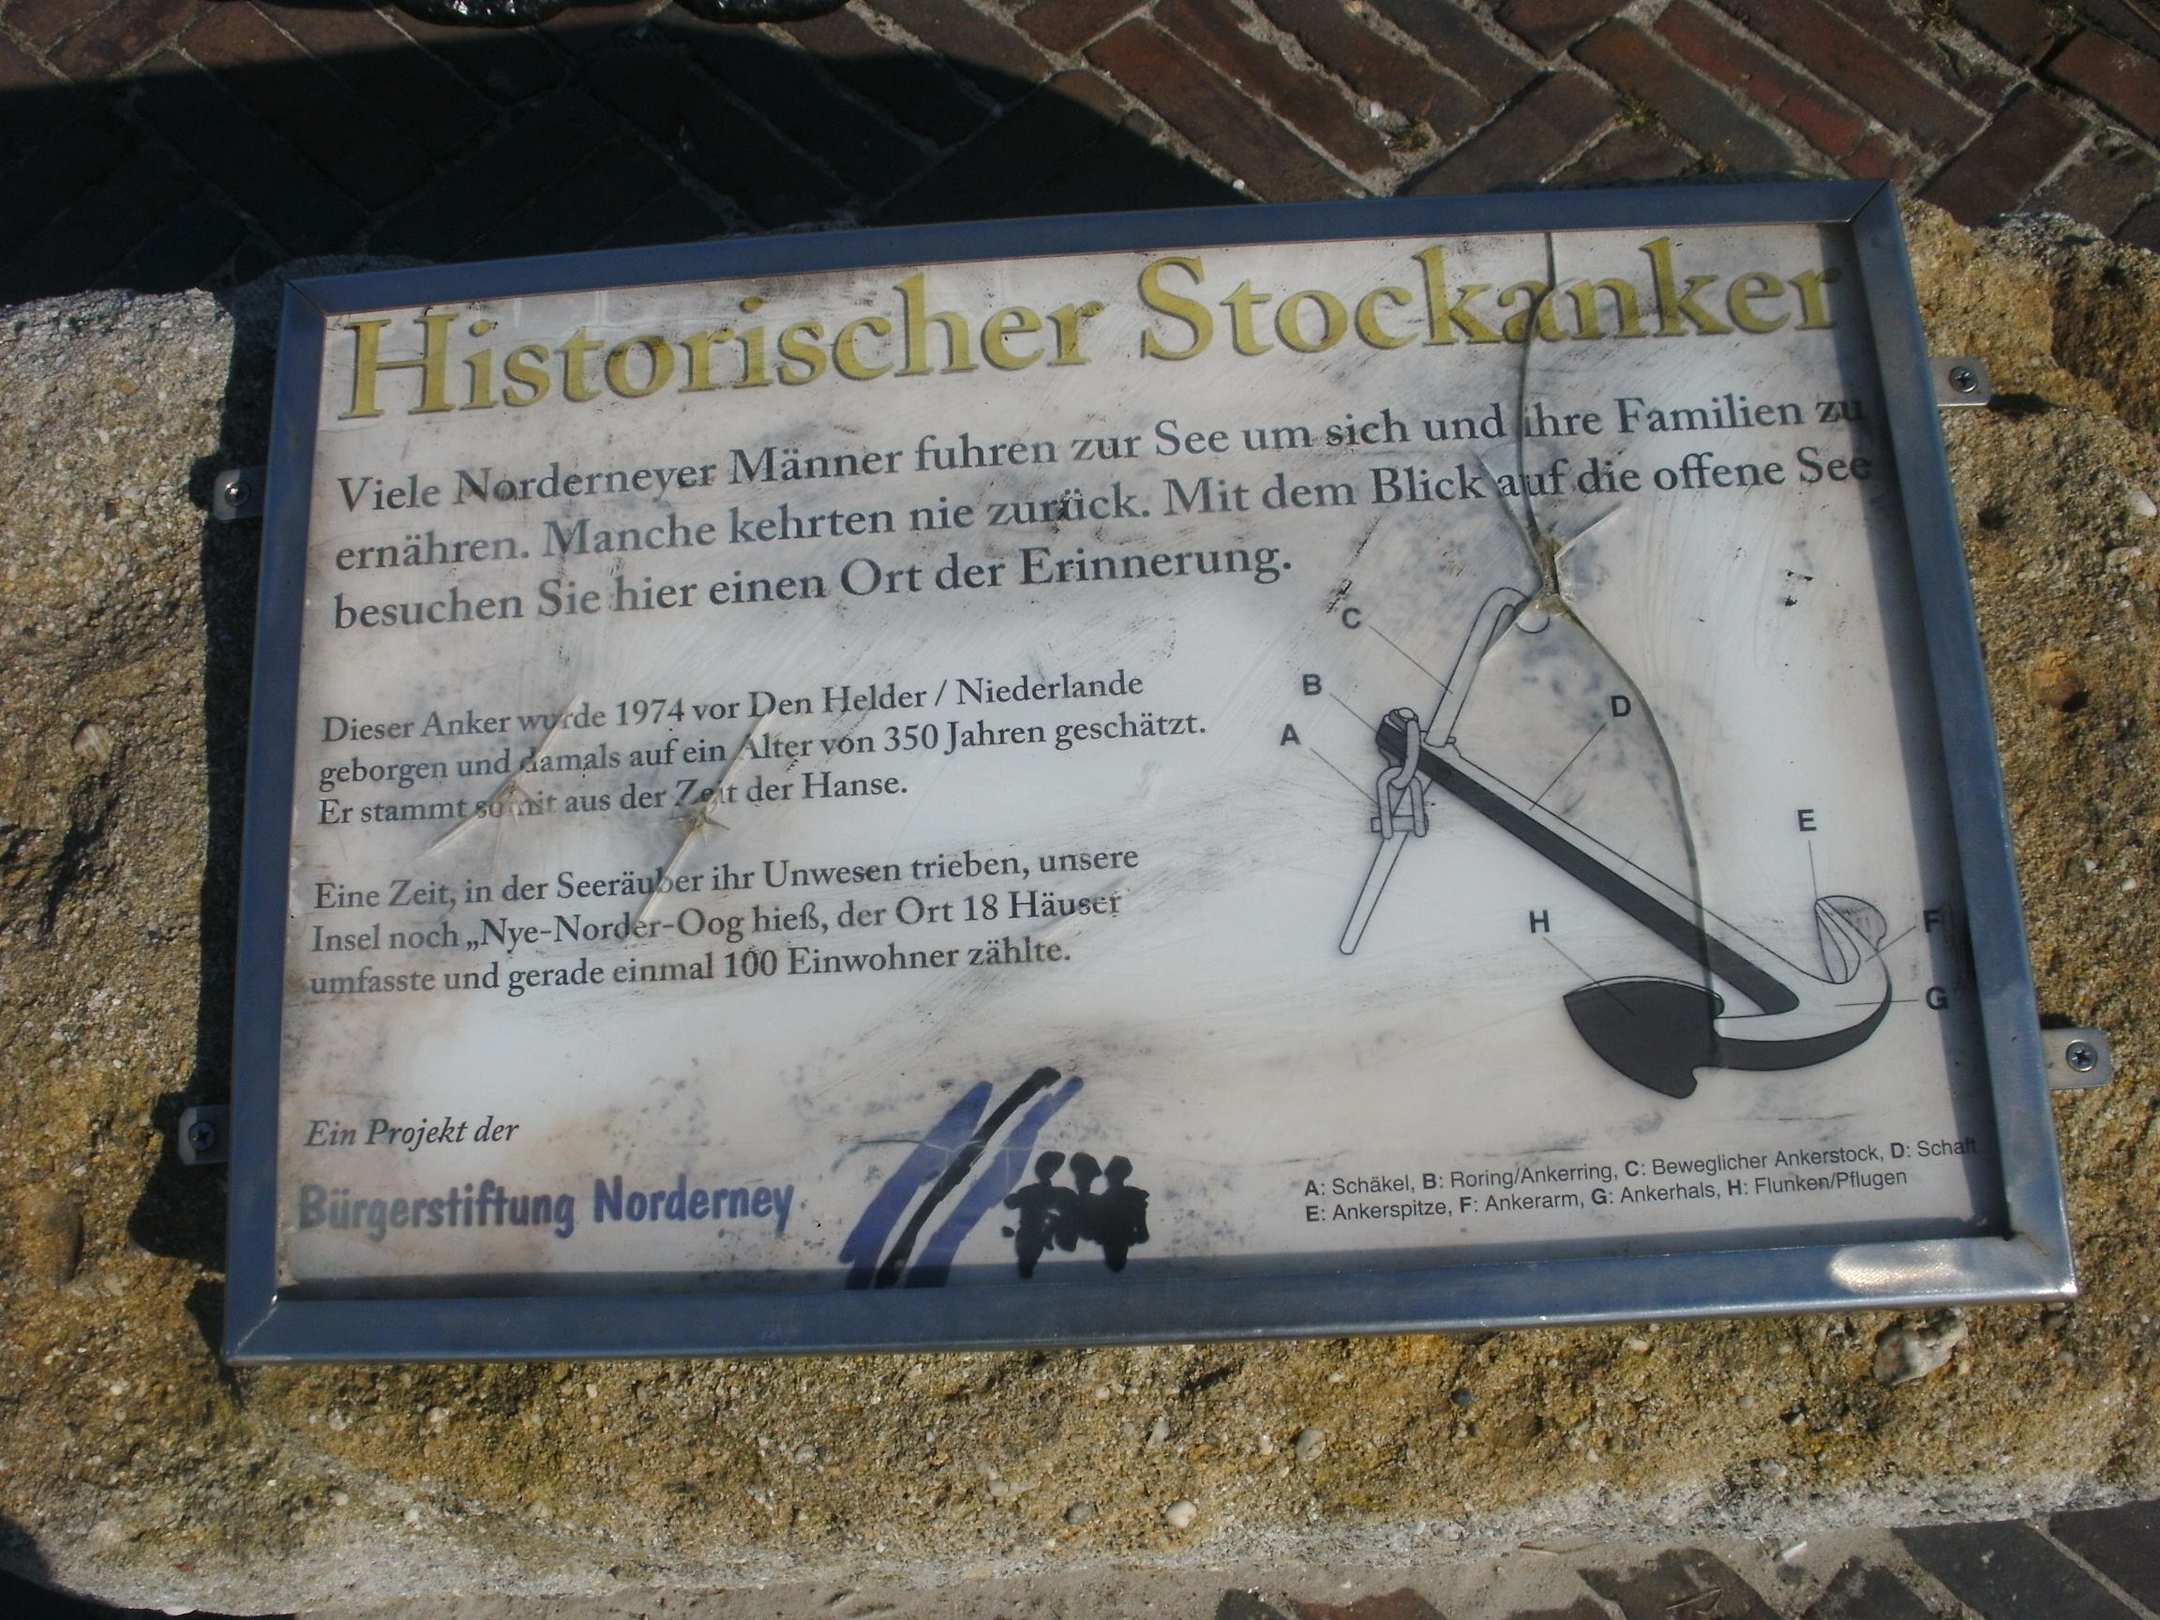 Historischer Stockanker
Viele Norderneyer Männer fuhren zur See um sich und ihre Familien zu
ernähren. Manche kehrten nie zurück. Mit dem Blick auf die offene See
besuchen Sie hier einen Ort der Erinnerung.
Dieser Anker wurde 1974 vor Den Helder / Niederlande
geborgen und damals auf ein Alter von 350 Jahren geschätzt.
Er stammt somit aus der Zeit der Hanse.
Eine Zeit, in der Seeräuber ihr Unwesen trieben, unsere
Insel noch „Nye-Norder-Oog hieß, der Ort 18 Häuser
umfasste und gerade einmal 100 Einwohner zählte.
Ein Projekt der
Bürgerstiftung Norderney
C
B
A
D
E
H
F
G
A: Schäkel, B: Roring/Ankerring, C: Beweglicher Ankerstock, D: Schaft
E: Ankerspitze, F: Ankerarm, G: Ankerhals, H: Flunken/Pflugen